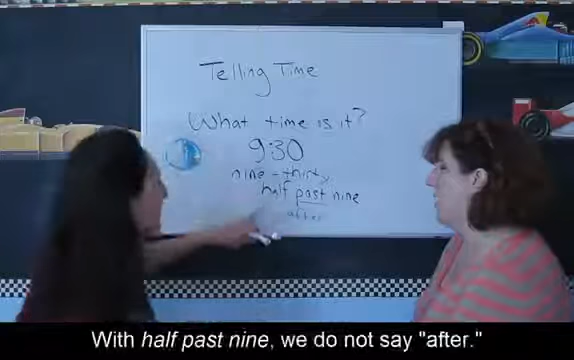 Telling Time
What time is it?
9:30
nine-thirty
half past nine
after
With half past nine, we do not say "after."